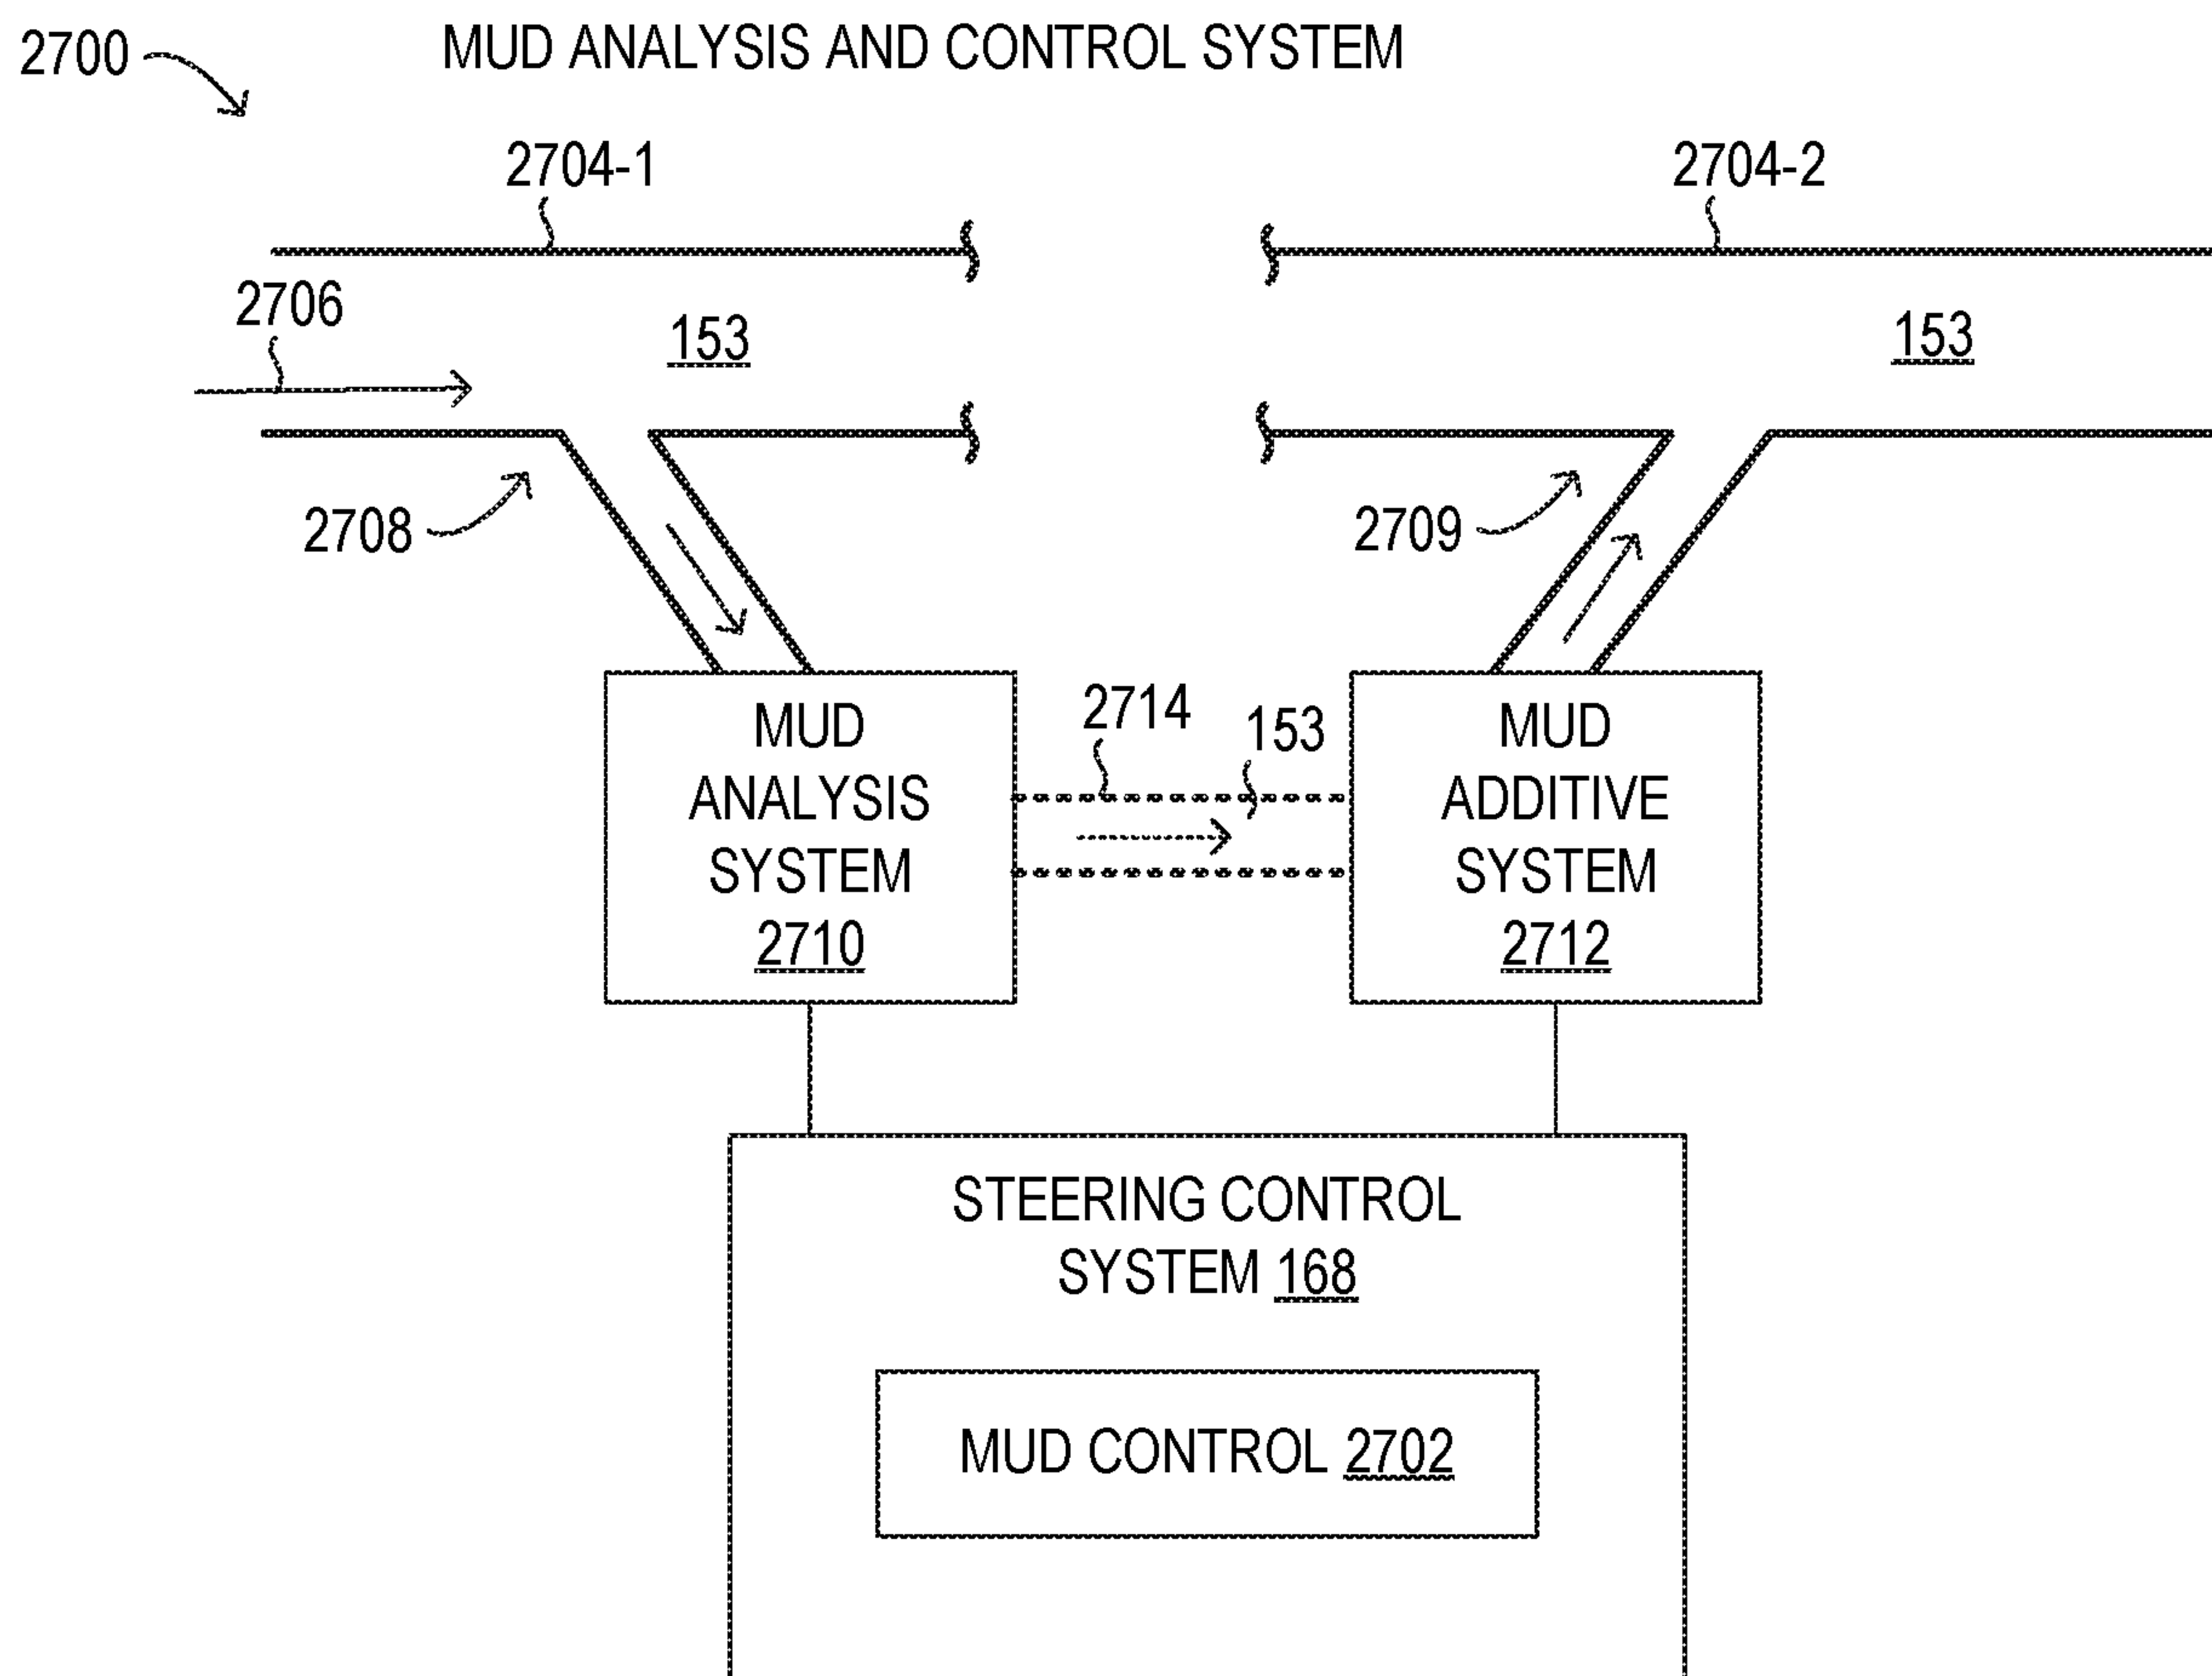 2700
MUD ANALYSIS AND CONTROL SYSTEM
2704-1
2704-2
2706
153
153
2708
2709
2714
153
MUD
ANALYSIS
SYSTEM
2710
MUD
ADDITIVE
SYSTEM
2712
STEERING CONTROL
SYSTEM 168
MUD CONTROL 2702